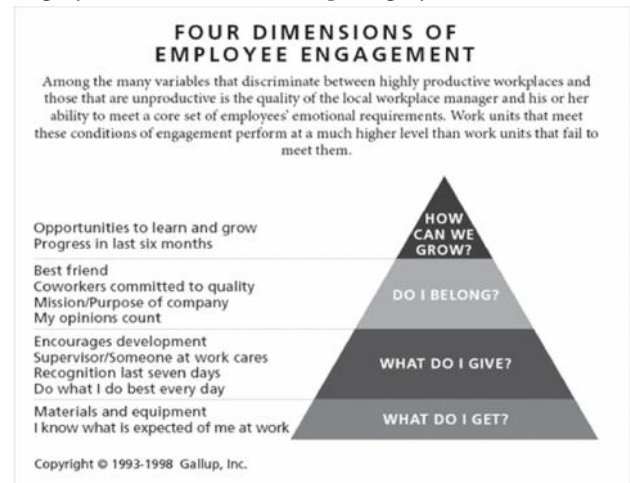 FOUR DIMENSIONS OF
EMPLOYEE ENGAGEMENT
Among the many variables that discriminate between highly productive workplaces and
those that are unproductive is the quality of the local workplace manager and his or her
ability to meet a core set of employees' emotional requirements. Work units that meet
these conditions of engagement perform at a much higher level than work units that fail to
meet them.
Opportunities to learn and grow
Progress in last six months
HOW
CAN WE
GROW?
Best friend
Coworkers committed to quality
Mission/Purpose of company
My opinions count
DO I BELONG?
Encourages development
Supervisor/Someone at work cares
Recognition last seven days
Do what I do best every day
WHAT DO I GIVE?
Materials and equipment
I know what is expected of me at work
WHAT DO I GET?
Copyright © 1993-1998 Gallup, Inc.